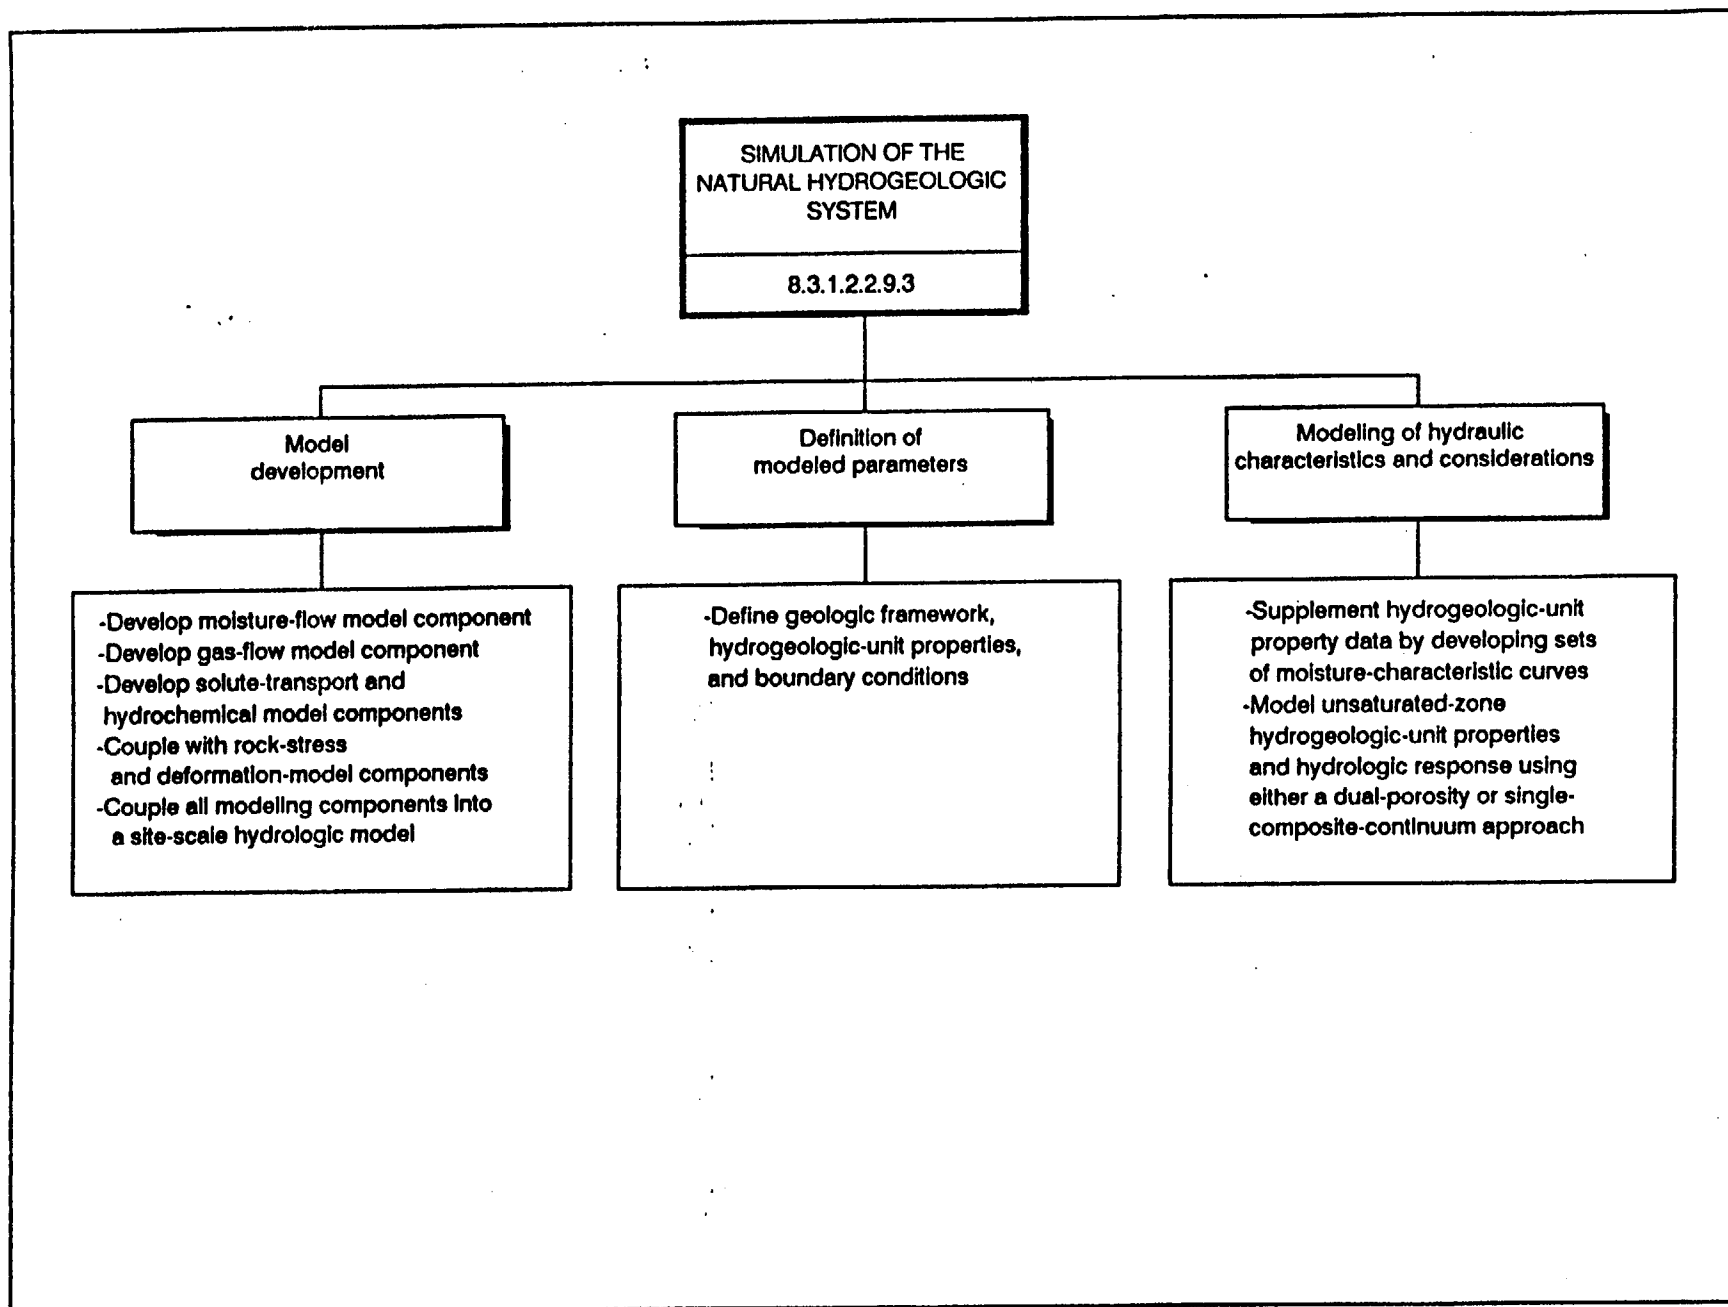 SIMULATION OF THE
NATURAL HYDROGEOLOGIC
SYSTEM
8.3.1.2.2.9.3
Model
development
Definition of
modeled parameters
Modeling of hydraulic
characteristics and considerations
-Develop moisture-flow model component
-Develop gas-flow model component
-Develop solute-transport and
hydrochemical model components
-Couple with rock-stress
and deformation-model components
-Couple all modeling components into
a site-scale hydrologic model
-Define geologic framework,
hydrogeologic-unit properties,
and boundary conditions
-Supplement hydrogeologic-unit
property data by developing sets
of moisture-characteristic curves
-Model unsaturated-zone
hydrogeologic-unit properties
and hydrologic response using
either a dual-porosity or single-
composite-continuum approach